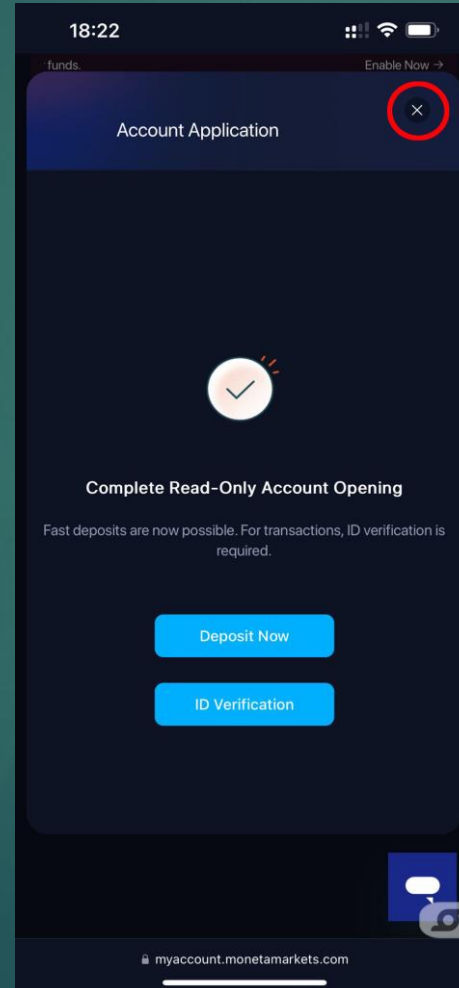 18:22
funds.
Enable Now →
Account Application
Complete Read-Only Account Opening
Fast deposits are now possible. For transactions, ID verification is
required.
Deposit Now
ID Verification
myaccount.monetamarkets.com